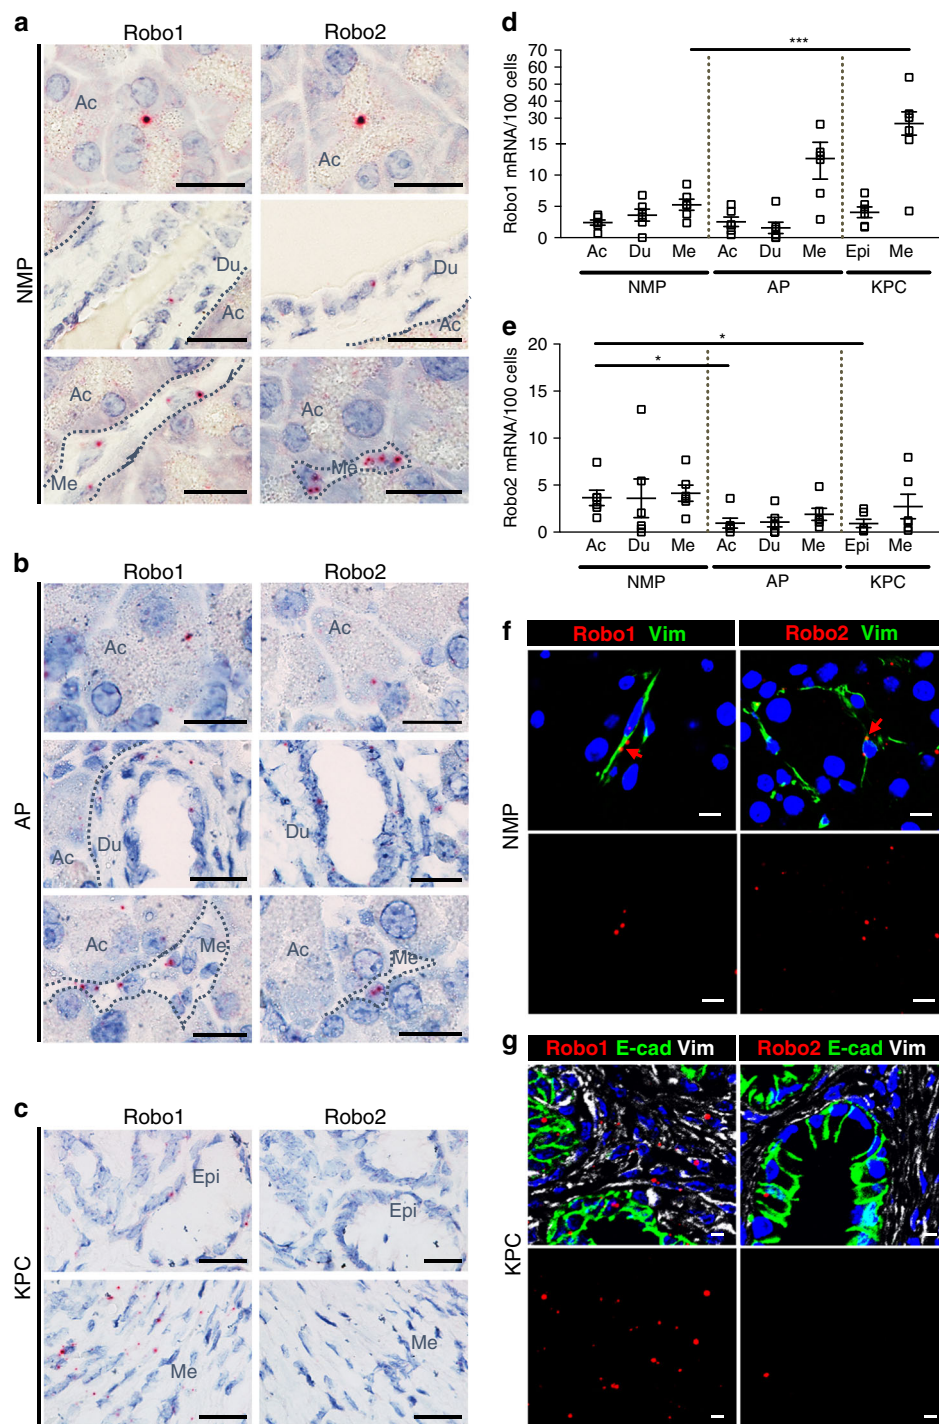 a
Robo1 Robo2
NMP
Ac
Ac
Du
Ac
Du
Ac
Ac
Me
Ac
Me
b
Robo1 Robo2
AP
Ac
Ac
Ac
Du
Du
Ac
Me
Ac
Me
c
Robo1 Robo2
KPC
Epi
Epi
Me
Me
d
Robo1 mRNA/100 cells
70
60
50
40
30
15
10
5
0
***
Ac Du Me Ac Du Me Epi Me
NMP AP KPC
e
Robo2 mRNA/100 cells
20
15
10
5
0
*
*
Ac Du Me Ac Du Me Epi Me
NMP AP KPC
f
Robo1 Vim Robo2 Vim
NMP
g
Robo1 E-cad Vim Robo2 E-cad Vim
KPC